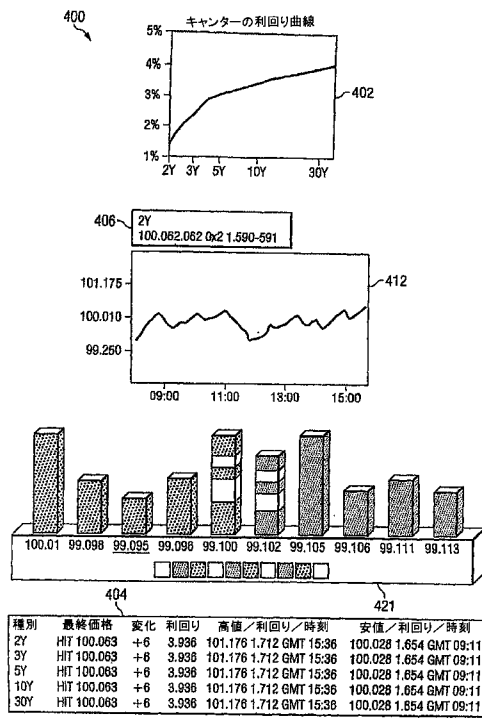 400
キャンターの利回り曲線
5%
4%
3%
2%
1%
2Y 3Y 5Y 10Y 30Y
402
406
2Y
100.062.062 0x2 1.590-591
412
101.175
100.010
99.250
09:00 11:00 13:00 15:00
100.01 99.098 99.095 99.098 99.100 99.102 99.105 99.106 99.111 99.113
404
421
種別 最終価格 変化 利回り 高値/利回り/時刻 安値/利回り/時刻
2Y HIT 100.063 +6 3.936 101.176 1.712 GMT 15:36 100.028 1.654 GMT 09:11
3Y HIT 100.063 +6 3.936 101.176 1.712 GMT 15:36 100.028 1.654 GMT 09:11
5Y HIT 100.063 +6 3.936 101.176 1.712 GMT 15:36 100.028 1.654 GMT 09:11
10Y HIT 100.063 +6 3.936 101.176 1.712 GMT 15:36 100.028 1.654 GMT 09:11
30Y HIT 100.063 +6 3.936 101.176 1.712 GMT 15:36 100.028 1.654 GMT 09:11